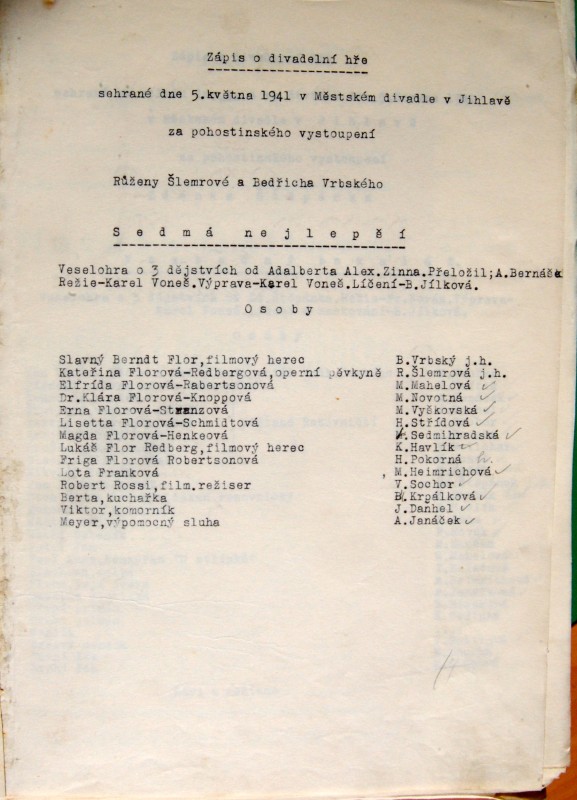 Zápis o divadelní hře
sehrané dne 5.května 1941 v Městském divadle v Jihlavě
za pohostinského vystoupení
Růženy Šlemrové a Bedřicha Vrbského
S e d m á  n e j l e p š í
Veselohra o 3 dějstvích od Adalberta Alex.Zinna.Přeložil;A.Bernášek
Režie-Karel Voneš.Výprava-Karel Voneš.Líčení-B.Jílková.
O s o b y
Slavný Berndt Flor,filmový herec B.Vrbský j.h.
Kateřina Florová-Redbergová,operní pěvkyně R.Šlemrová j.h.
Elfrída Florová-Rabertsonová M.Mahelová
Dr.Klára Florová-Knoppová M.Novotná
Erna Florová-Stranzová M.Vyškovská
Lisetta Florová-Schmidtová H.Střídová
Magda Florová-Henkeová Sedmihradská
Lukáš Flor Redberg,filmový herec K.Havlík
Friga Florová Robertsonová H.Pokorná
Lota Franková , M.Heimrichová
Robert Rossi,film.režiser V.Sochor
Berta,kuchařka B.Krpálková
Viktor,komorník J.Danhel
Meyer,výpomocný sluha A.Janáček